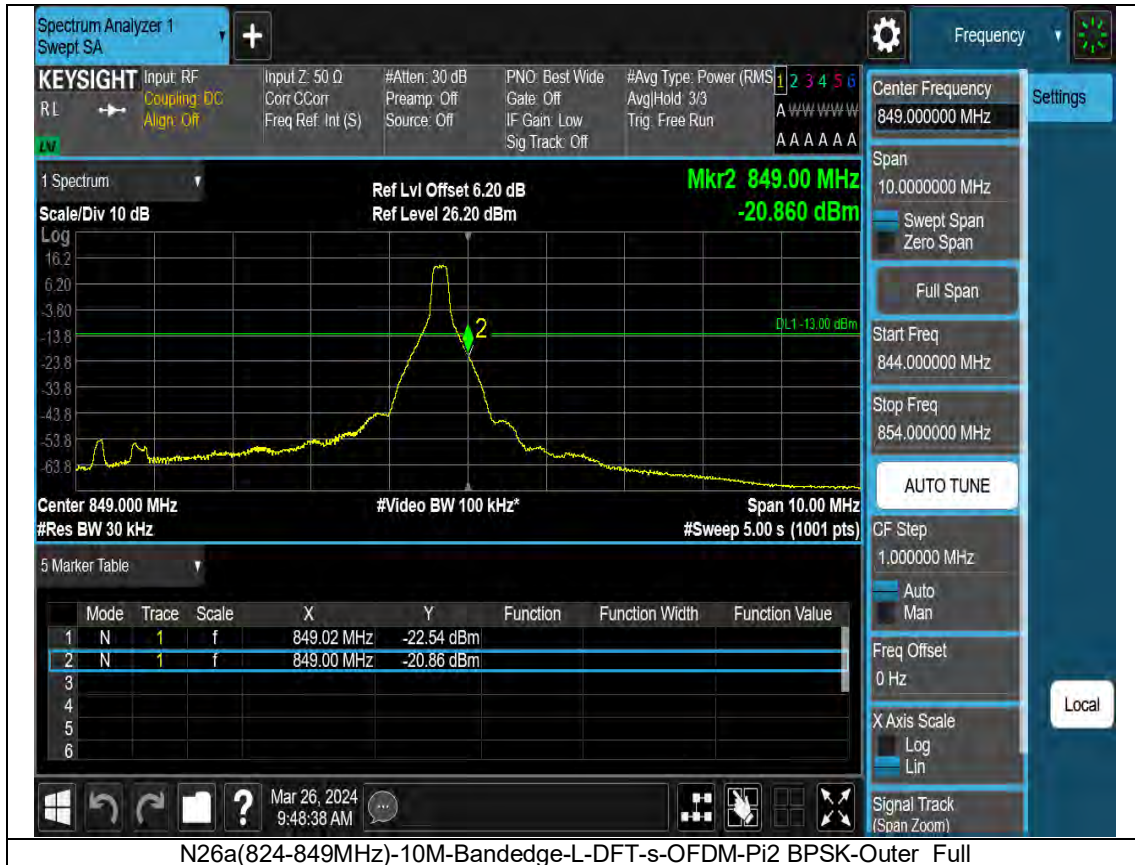 Spectrum Analyzer 1
Swept SA
Frequency
KEYSIGHT
RL
Input: RF
Coupling: DC
Align: Off
Input Z: 50 Ω
Corr CCorr
Freq Ref: Int (S)
#Atten: 30 dB
Preamp: Off
Source: Off
PNO: Best Wide
Gate: Off
IF Gain: Low
Sig Track: Off
#Avg Type: Power (RMS
Avg|Hold: 3/3
Trig: Free Run
1 2 3 4 5 6
A W W W W W
A A A A A A
1 Spectrum
Scale/Div 10 dB
Log
Ref Lvl Offset 6.20 dB
Ref Level 26.20 dBm
Mkr2 849.00 MHz
-20.860 dBm
16.2
6.20
-3.80
-13.8
-23.8
-33.8
-43.8
-53.8
-63.8
2
DL1 -13.00 dBm
Center 849.000 MHz
#Video BW 100 kHz*
Span 10.00 MHz
#Res BW 30 kHz
#Sweep 5.00 s (1001 pts)
5 Marker Table
Mode Trace Scale X Y Function Function Width Function Value
1 N 1 f 849.02 MHz -22.54 dBm
2 N 1 f 849.00 MHz -20.86 dBm
3
4
5
6
Mar 26, 2024
9:48:38 AM
Center Frequency
849.000000 MHz
Settings
Span
10.0000000 MHz
Swept Span
Zero Span
Full Span
Start Freq
844.000000 MHz
Stop Freq
854.000000 MHz
AUTO TUNE
CF Step
1.000000 MHz
Auto
Man
Freq Offset
0 Hz
Local
X Axis Scale
Log
Lin
Signal Track
(Span Zoom)
N26a(824-849MHz)-10M-Bandedge-L-DFT-s-OFDM-Pi2 BPSK-Outer_Full